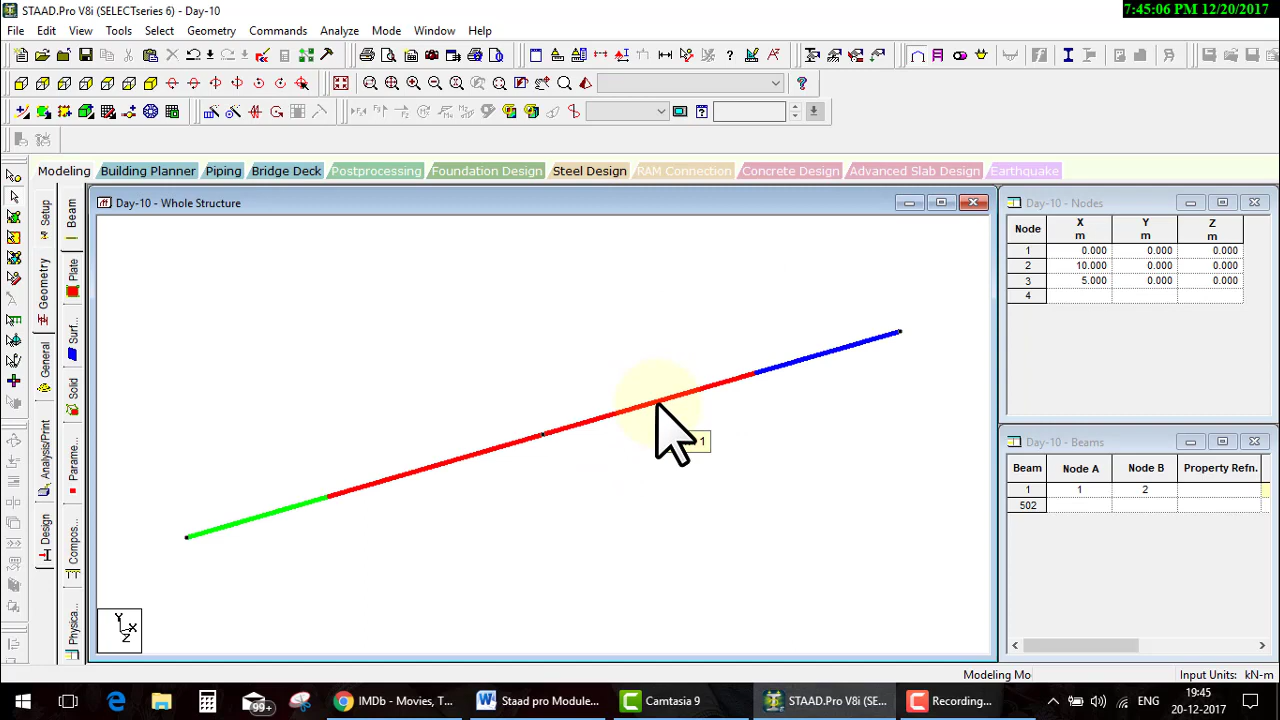 STAAD.Pro V8i (SELECTseries 6) - Day-10
7:45:06 PM 12/20/2017
File Edit View Tools Select Geometry Commands Analyze Mode Window Help
Modeling Building Planner Piping Bridge Deck Postprocessing Foundation Design Steel Design RAM Connection Concrete Design Advanced Slab Design Earthquake
Setup
Geometry
General
Analysis/Print
Design
Beam
Plate
Surf...
Solid
Parame...
Compos...
Physica...
Day-10 - Whole Structure
1
Y
X
Z
Day-10 - Nodes
Node X m Y m Z m
1 0.000 0.000 0.000
2 10.000 0.000 0.000
3 5.000 0.000 0.000
4
Day-10 - Beams
Beam Node A Node B Property Refn.
1 1 2
502
Modeling Mo Input Units: kN-m
99+
IMDb - Movies, T...
Staad pro Module...
Camtasia 9
STAAD.Pro V8i (SE...
Recording...
ENG
19:45
20-12-2017